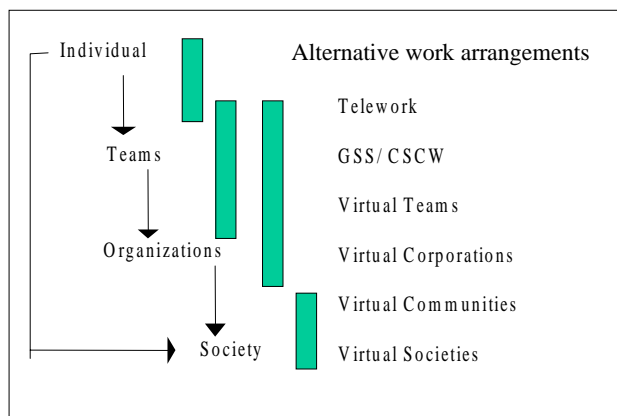 Individual
Alternative work arrangements
Telework
Teams
GSS/CSCW
Virtual Teams
Organizations
Virtual Corporations
Virtual Communities
Society
Virtual Societies